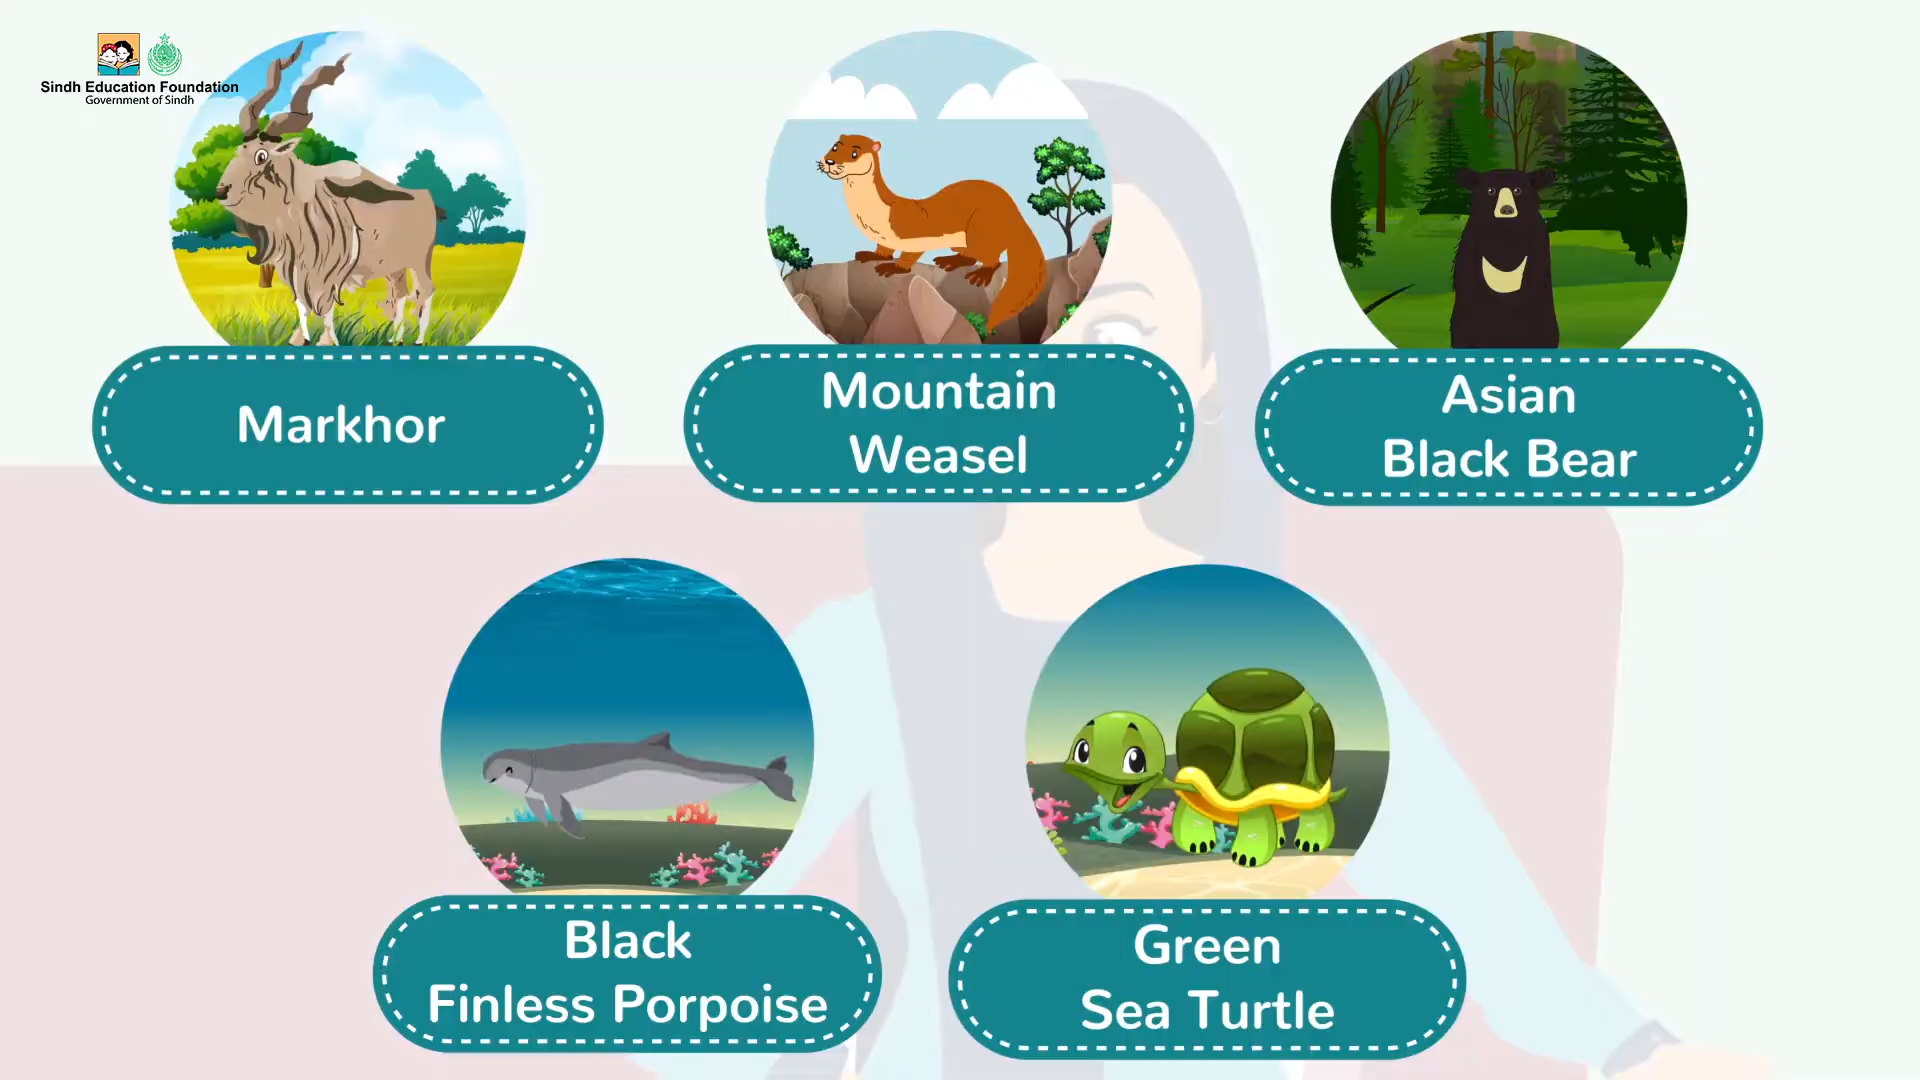 Sindh Education Foundation
Government of Sindh
Markhor
Mountain
Weasel
Asian
Black Bear
Black
Finless Porpoise
Green
Sea Turtle